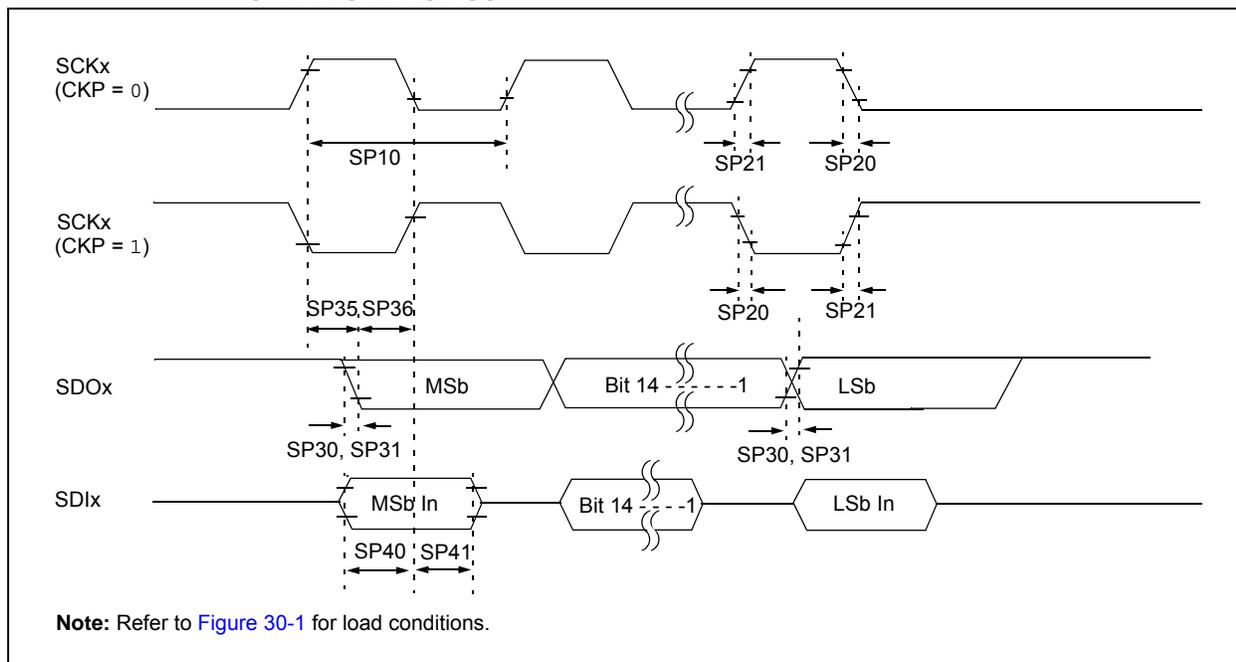 SCKx
(CKP = 0)
SP10
SP21
SP20
SCKx
(CKP = 1)
SP35
SP36
SP20
SP21
SDOx
MSb
Bit 14 - - - - - -1
LSb
SP30, SP31
SP30, SP31
SDIx
MSb In
Bit 14 - - - -1
LSb In
SP40
SP41
Note: Refer to Figure 30-1 for load conditions.